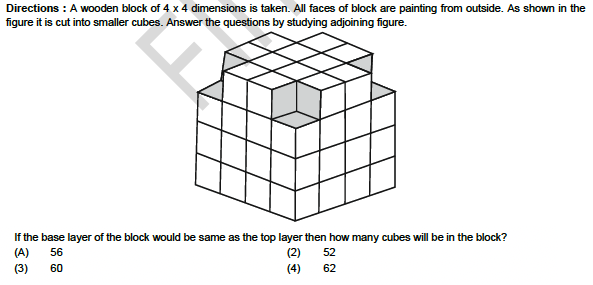 Directions : A wooden block of 4 x 4 dimensions is taken. All faces of block are painting from outside. As shown in the
figure it is cut into smaller cubes. Answer the questions by studying adjoining figure.
If the base layer of the block would be same as the top layer then how many cubes will be in the block?
(A) 56 (2) 52
(3) 60 (4) 62